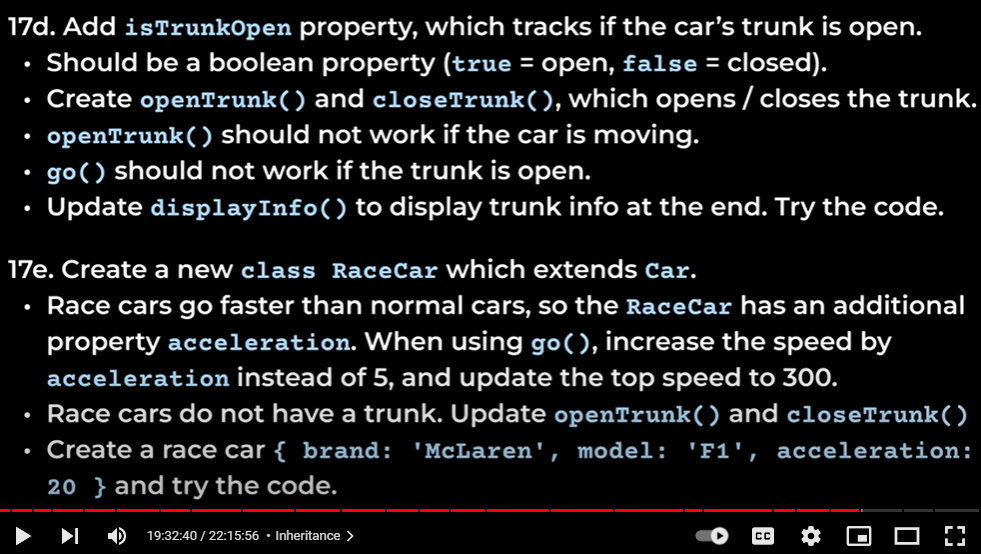 17d. Add isTrunkOpen property, which tracks if the car's trunk is open.
• Should be a boolean property (true = open, false = closed).
• Create openTrunk() and closeTrunk(), which opens / closes the trunk.
• openTrunk() should not work if the car is moving.
• go() should not work if the trunk is open.
• Update displayInfo() to display trunk info at the end. Try the code.
17e. Create a new class RaceCar which extends Car.
• Race cars go faster than normal cars, so the RaceCar has an additional
property acceleration. When using go(), increase the speed by
acceleration instead of 5, and update the top speed to 300.
• Race cars do not have a trunk. Update openTrunk() and closeTrunk()
• Create a race car { brand: 'McLaren', model: 'F1', acceleration:
20 } and try the code.
19:32:40 / 22:15:56 • Inheritance
CC